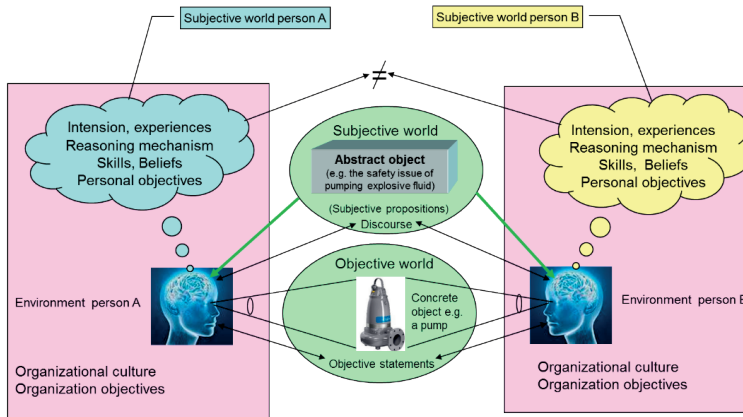 Subjective world person A
Subjective world person B
≠
Intension, experiences
Reasoning mechanism
Skills, Beliefs
Personal objectives
Subjective world
Abstract object
(e.g. the safety issue of
pumping explosive fluid)
(Subjective propositions)
Discourse
Intension, experiences
Reasoning mechanism
Skills, Beliefs
Personal objectives
Objective world
Environment person A
Concrete
object e.g.
a pump
Environment person B
Objective statements
Organizational culture
Organization objectives
Organizational culture
Organization objectives